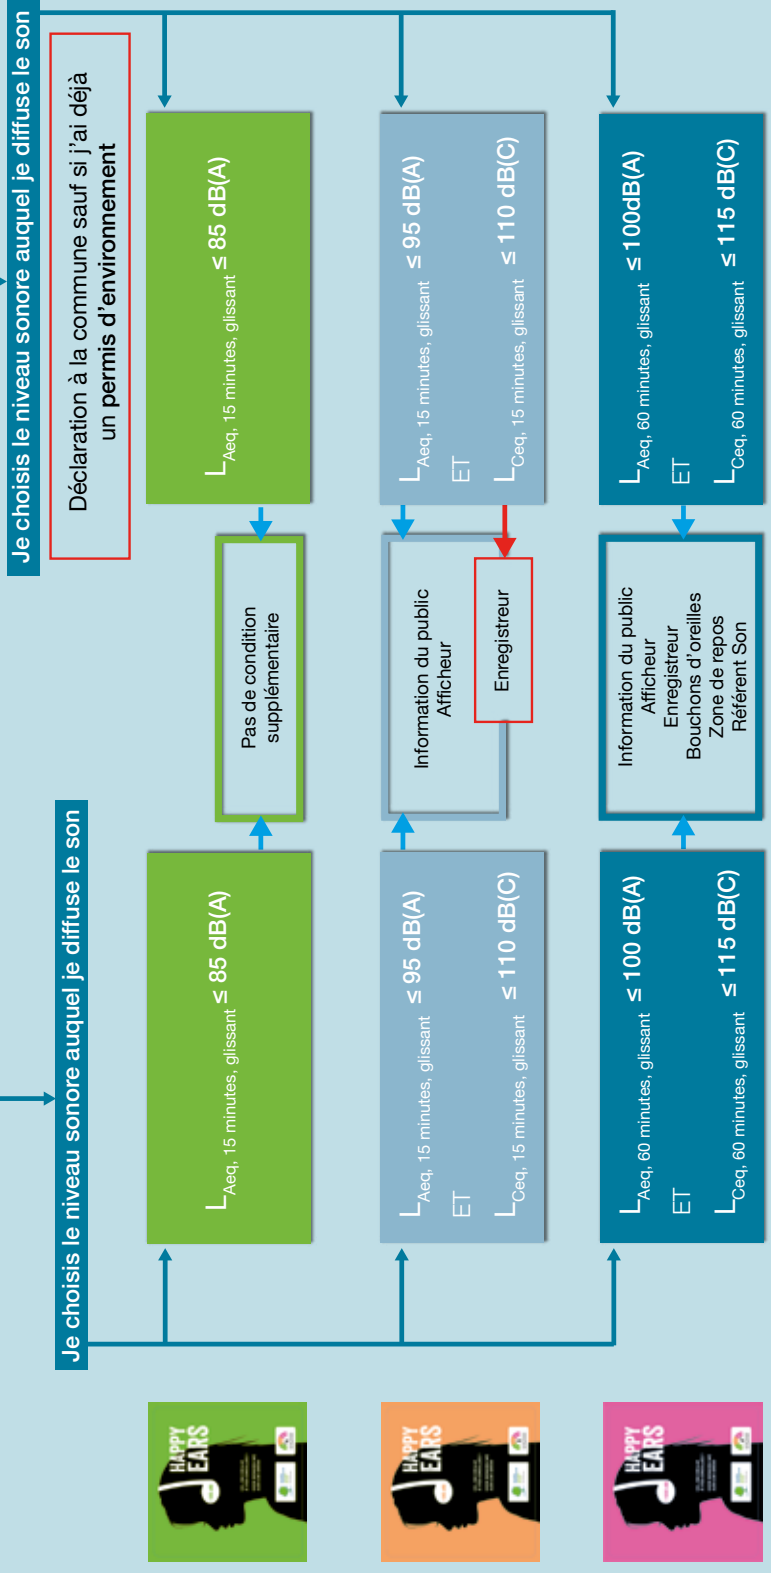 Je choisis le niveau sonore auquel je diffuse le son
Je choisis le niveau sonore auquel je diffuse le son
Déclaration à la commune sauf si j'ai déjà
un permis d'environnement
HAPPY
EARS
LAeq, 15 minutes, glissant ≤ 85 dB(A)
Pas de condition
supplémentaire
LAeq, 15 minutes, glissant ≤ 85 dB(A)
HAPPY
EARS
LAeq, 15 minutes, glissant ≤ 95 dB(A)
ET
LCeq, 15 minutes, glissant ≤ 110 dB(C)
Information du public
Afficheur
Enregistreur
LAeq, 15 minutes, glissant ≤ 95 dB(A)
ET
LCeq, 15 minutes, glissant ≤ 110 dB(C)
HAPPY
EARS
LAeq, 60 minutes, glissant ≤ 100 dB(A)
ET
LCeq, 60 minutes, glissant ≤ 115 dB(C)
Information du public
Afficheur
Enregistreur
Bouchons d'oreilles
Zone de repos
Référent Son
LAeq, 60 minutes, glissant ≤ 100dB(A)
ET
LCeq, 60 minutes, glissant ≤ 115 dB(C)